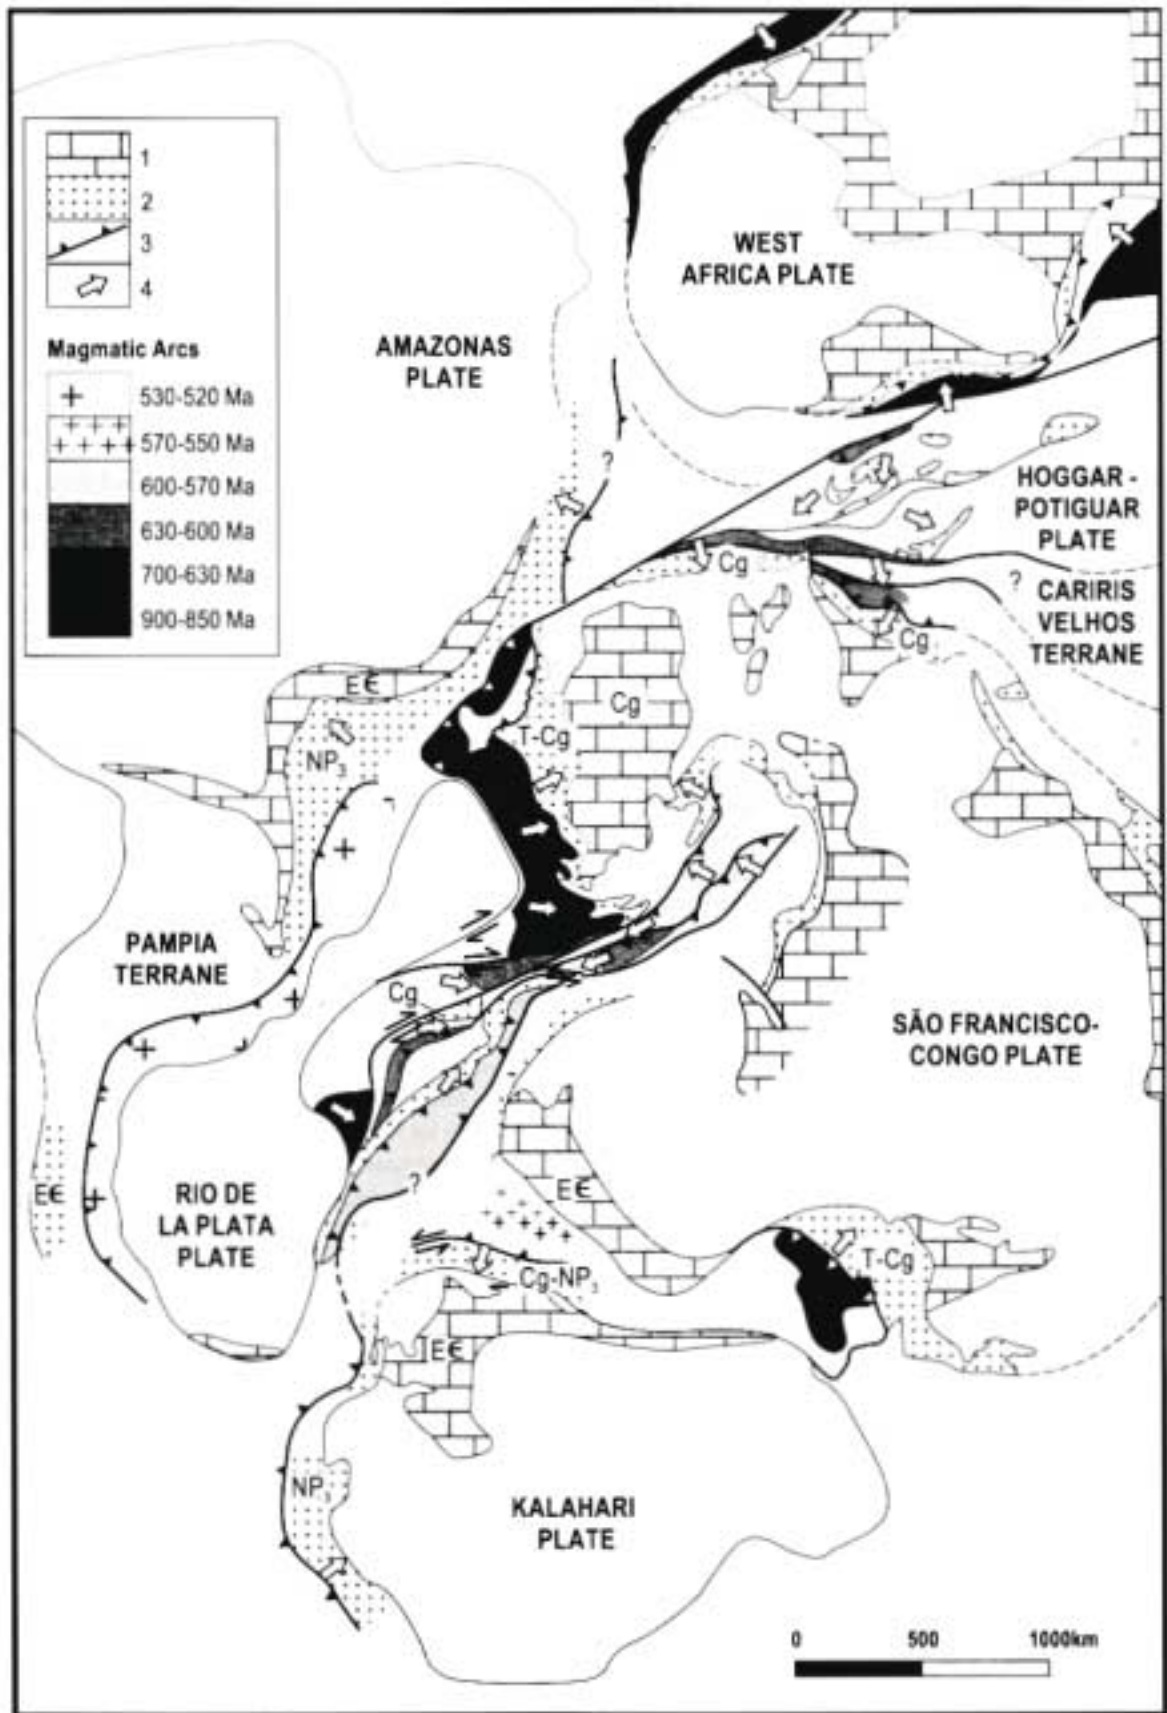 1
2
3
4
Magmatic Arcs
530-520 Ma
570-550 Ma
600-570 Ma
630-600 Ma
700-630 Ma
900-850 Ma
WEST
AFRICA PLATE
AMAZONAS
PLATE
?
HOGGAR -
POTIGUAR
PLATE
Cg
?
CARIRIS
VELHOS
TERRANE
Cg
E€
Cg
T-Cg
NP3
PAMPIA
TERRANE
Cg
SÃO FRANCISCO-
CONGO PLATE
E€
RIO DE
LA PLATA
PLATE
?
E€
T-Cg
Cg-NP3
E€
NP3
KALAHARI
PLATE
0 500 1000km